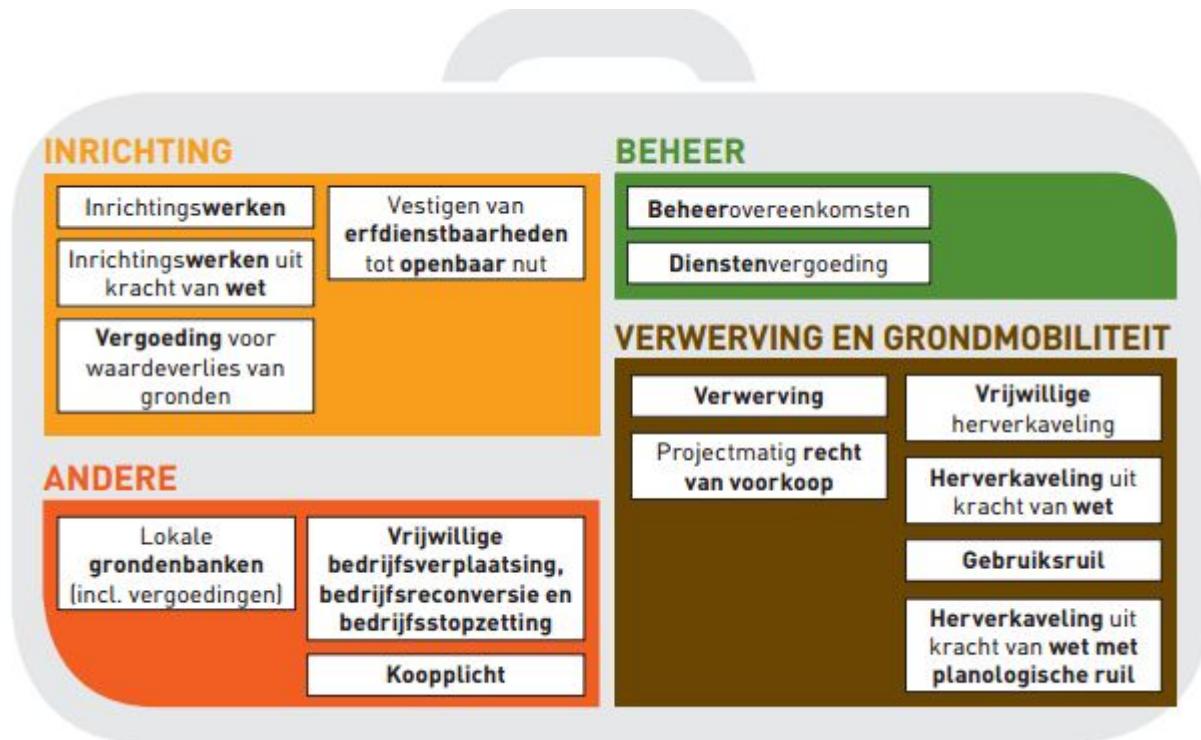 INRICHTING
Inrichtingswerken
Inrichtingswerken uit
kracht van wet
Vergoeding voor
waardeverlies van
gronden
Vestigen van
erfdienstbaarheden
tot openbaar nut
BEHEER
Beheerovereenkomsten
Dienstenvergoeding
ANDERE
Lokale
grondenbanken
(incl. vergoedingen)
Vrijwillige
bedrijfsverplaatsing,
bedrijfsreconversie en
bedrijfsstopzetting
Koopplicht
VERWERVING EN GRONDMOBILITEIT
Verwerving
Projectmatig recht
van voorkoop
Vrijwillige
herverkaveling
Herverkaveling uit
kracht van wet
Gebruiksruil
Herverkaveling uit
kracht van wet met
planologische ruil